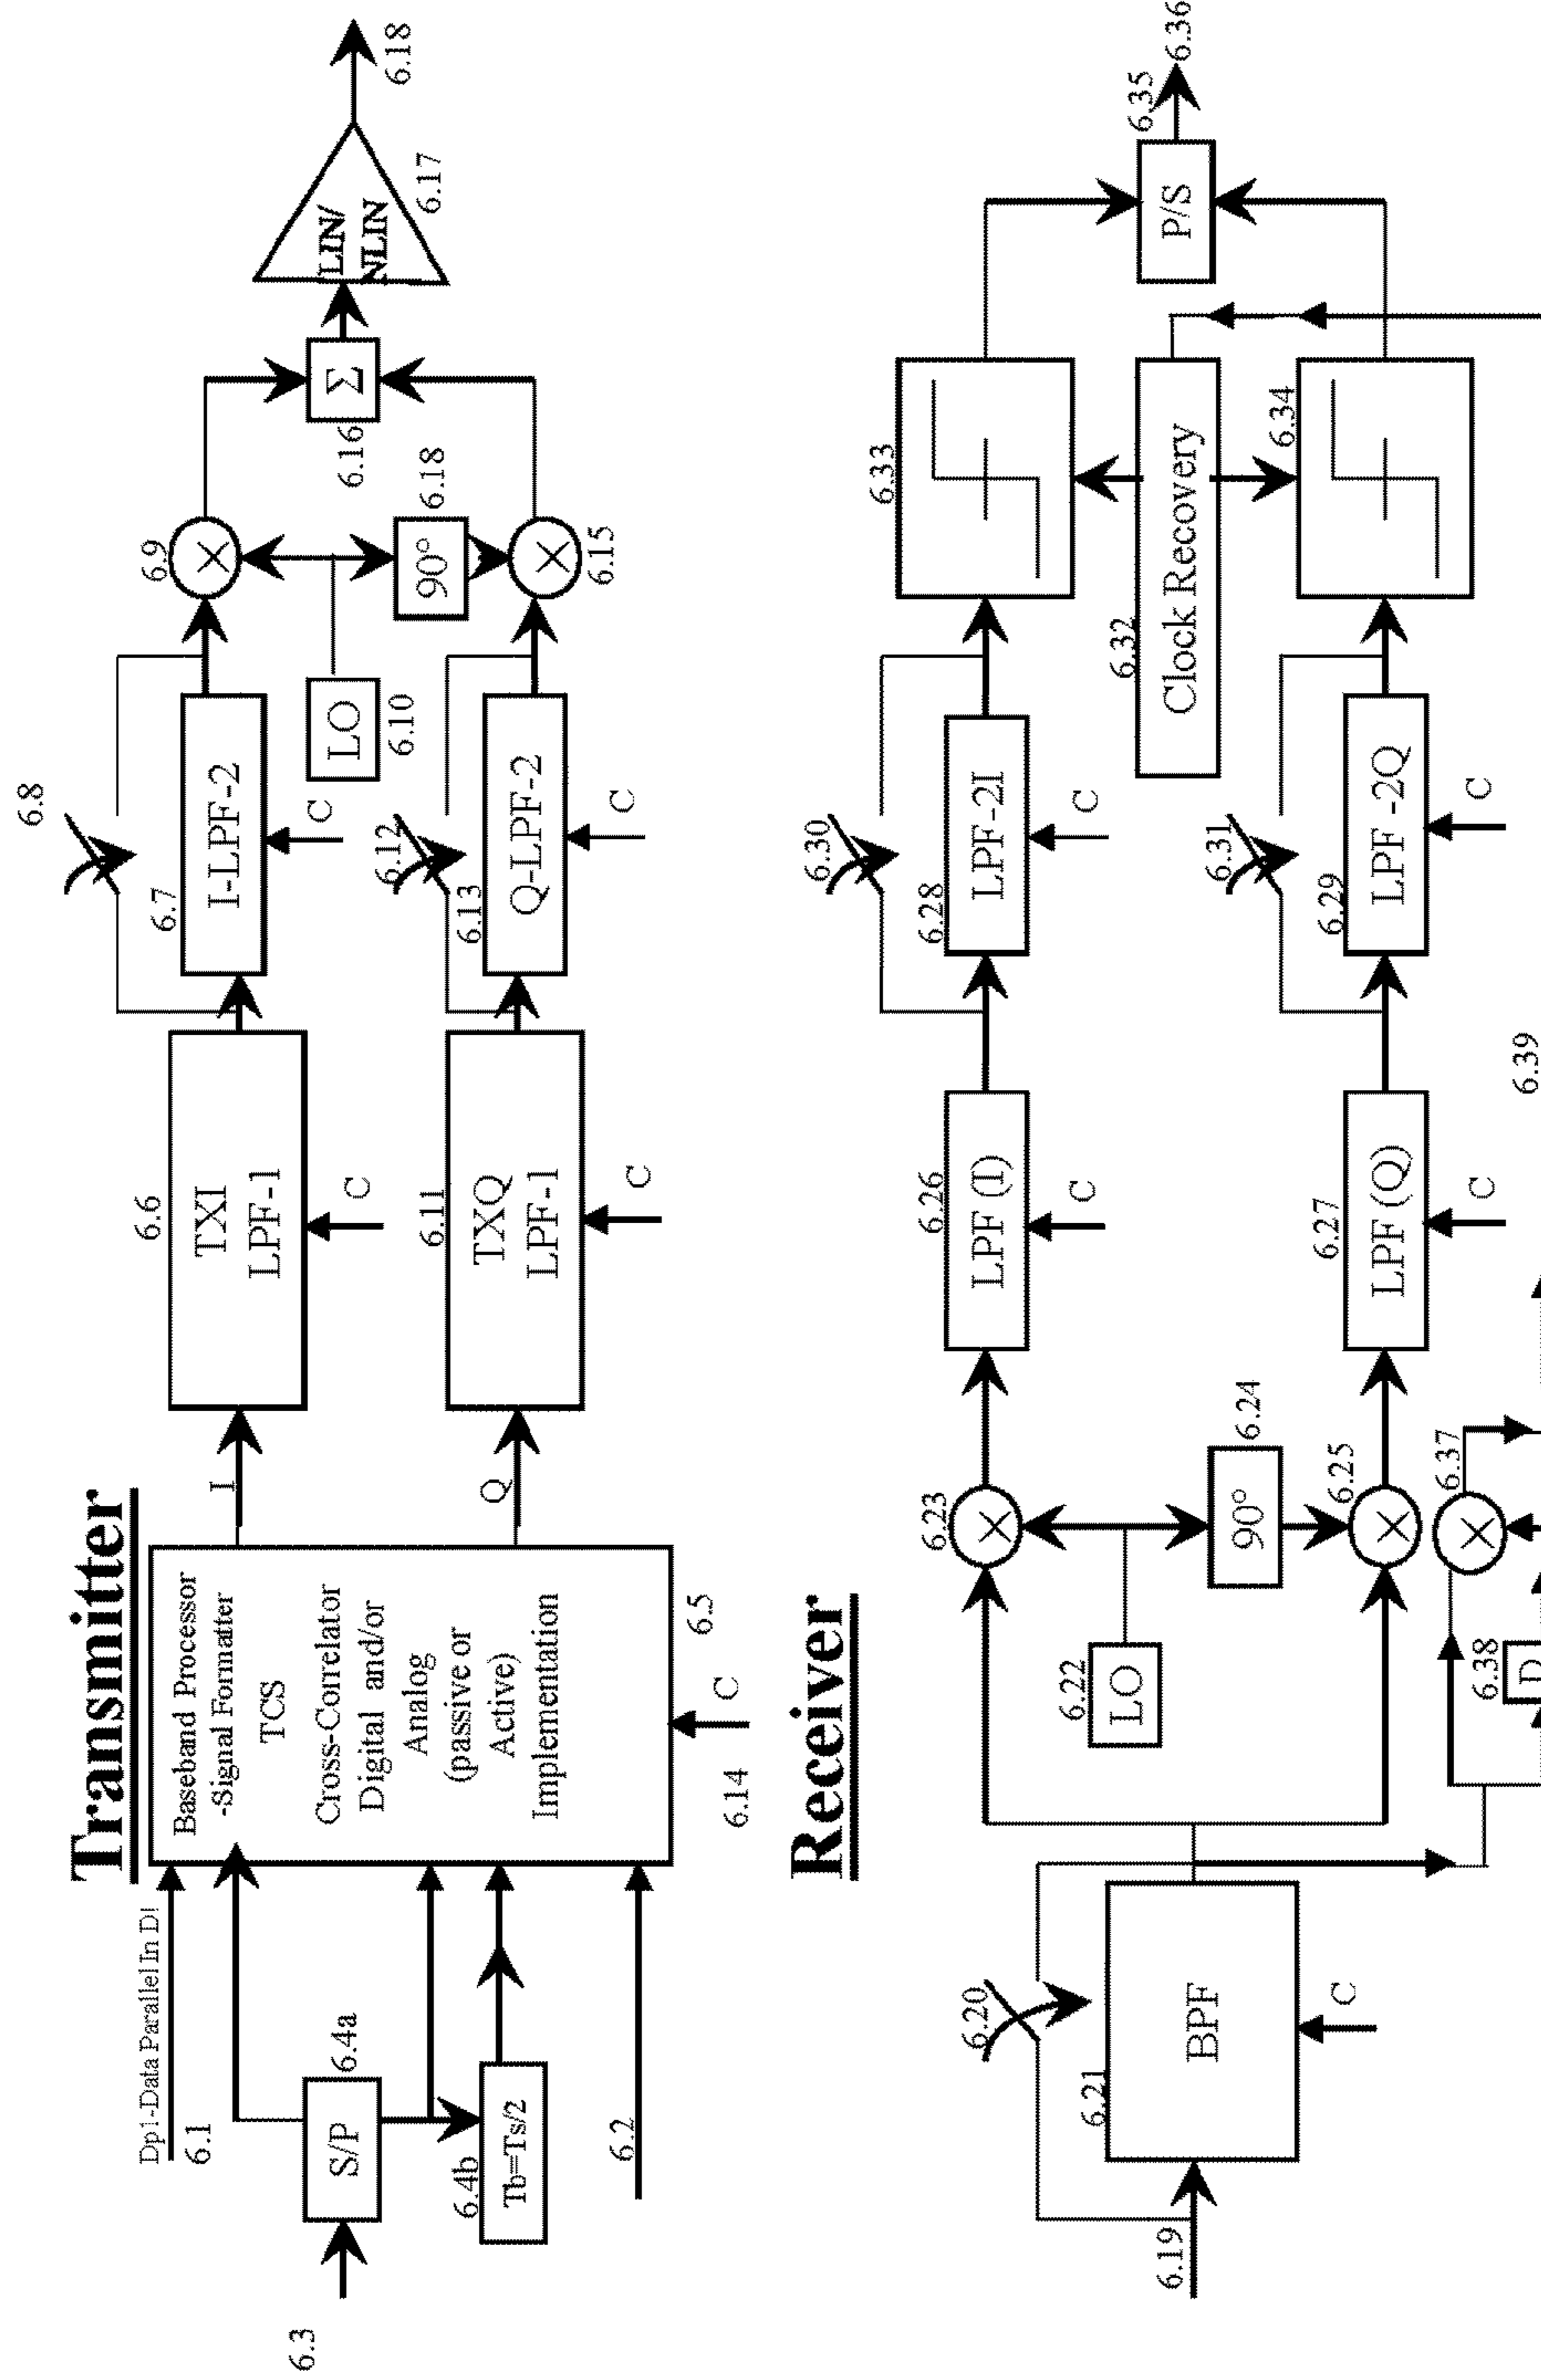 Transmitter
Dp1-Data Parallel In D!
6.1
6.3
S/P
6.4a
6.4b
Tb=Ts/2
6.2
Baseband Processor
-Signal Formatter
TCS
Cross-Correlator
Digital and/or
Analog
(passive or
Active)
Implementation
6.5
C
6.14
I
Q
6.6
TXI
LPF-1
C
6.11
TXQ
LPF-1
C
6.8
6.7
I-LPF-2
C
6.12
6.13
Q-LPF-2
C
LO
6.10
6.9
90°
6.18
6.15
Σ
6.16
LIN/
NLIN
6.17
6.18
Receiver
6.19
6.20
6.21
BPF
C
6.22
LO
6.23
90°
6.24
6.25
6.37
6.38
D
6.39
6.26
LPF (I)
C
6.27
LPF (Q)
C
6.30
6.28
LPF-2I
C
6.31
6.29
LPF -2Q
C
6.32
Clock Recovery
6.33
6.34
P/S
6.35
6.36